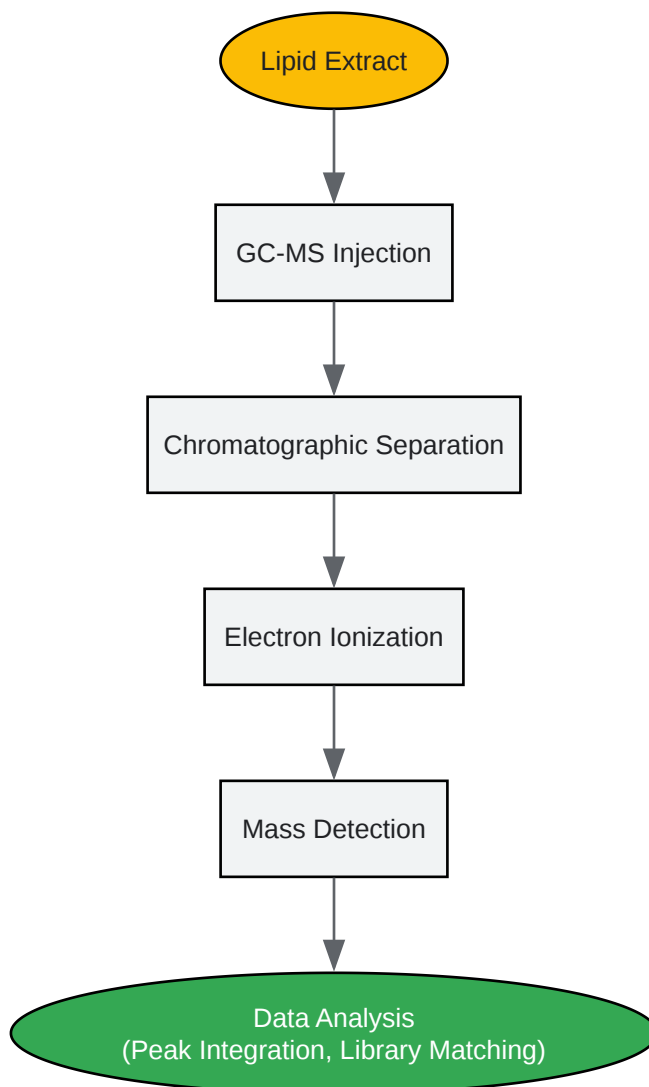 Lipid Extract
GC-MS Injection
Chromatographic Separation
Electron Ionization
Mass Detection
Data Analysis
(Peak Integration, Library Matching)